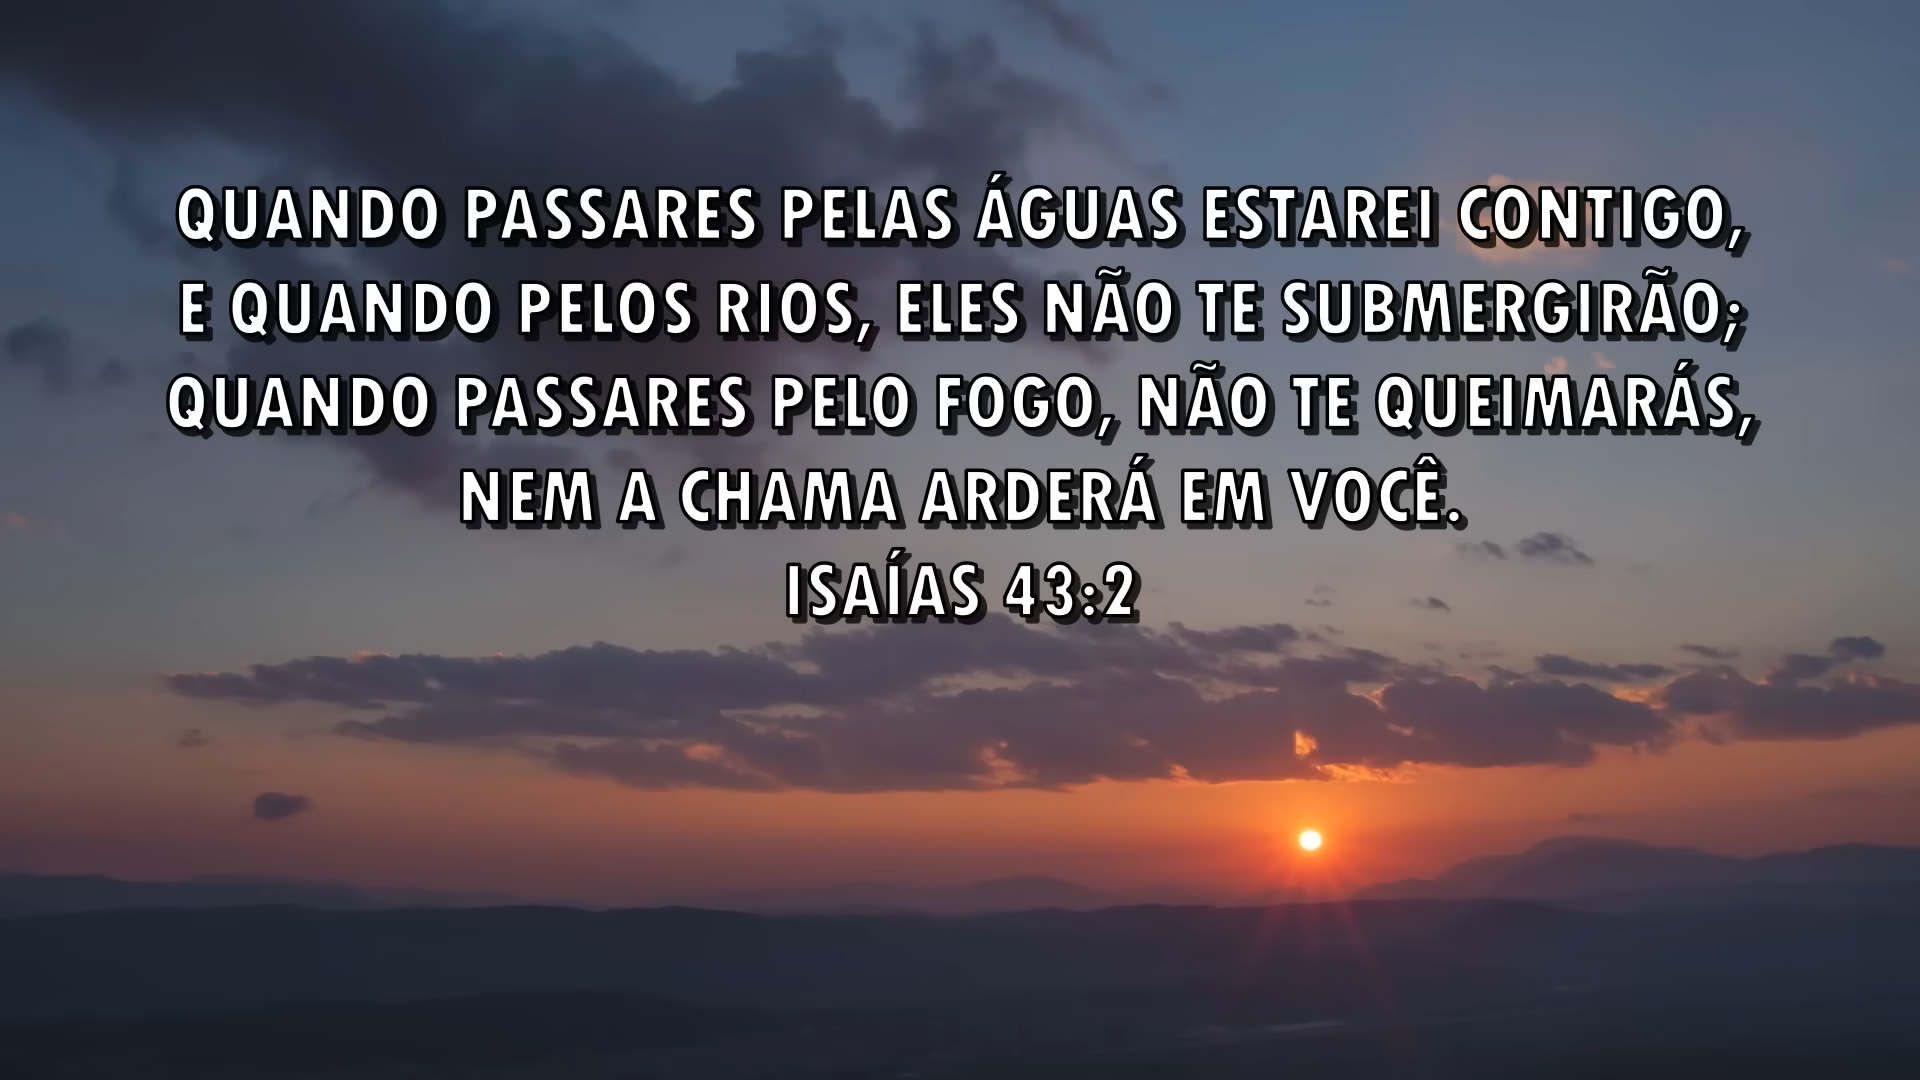 QUANDO PASSARES PELAS ÁGUAS ESTAREI CONTIGO,
E QUANDO PELOS RIOS, ELES NÃO TE SUBMERGIRÃO;
QUANDO PASSARES PELO FOGO, NÃO TE QUEIMARÁS,
NEM A CHAMA ARDERÁ EM VOCÊ.
ISAÍAS 43:2